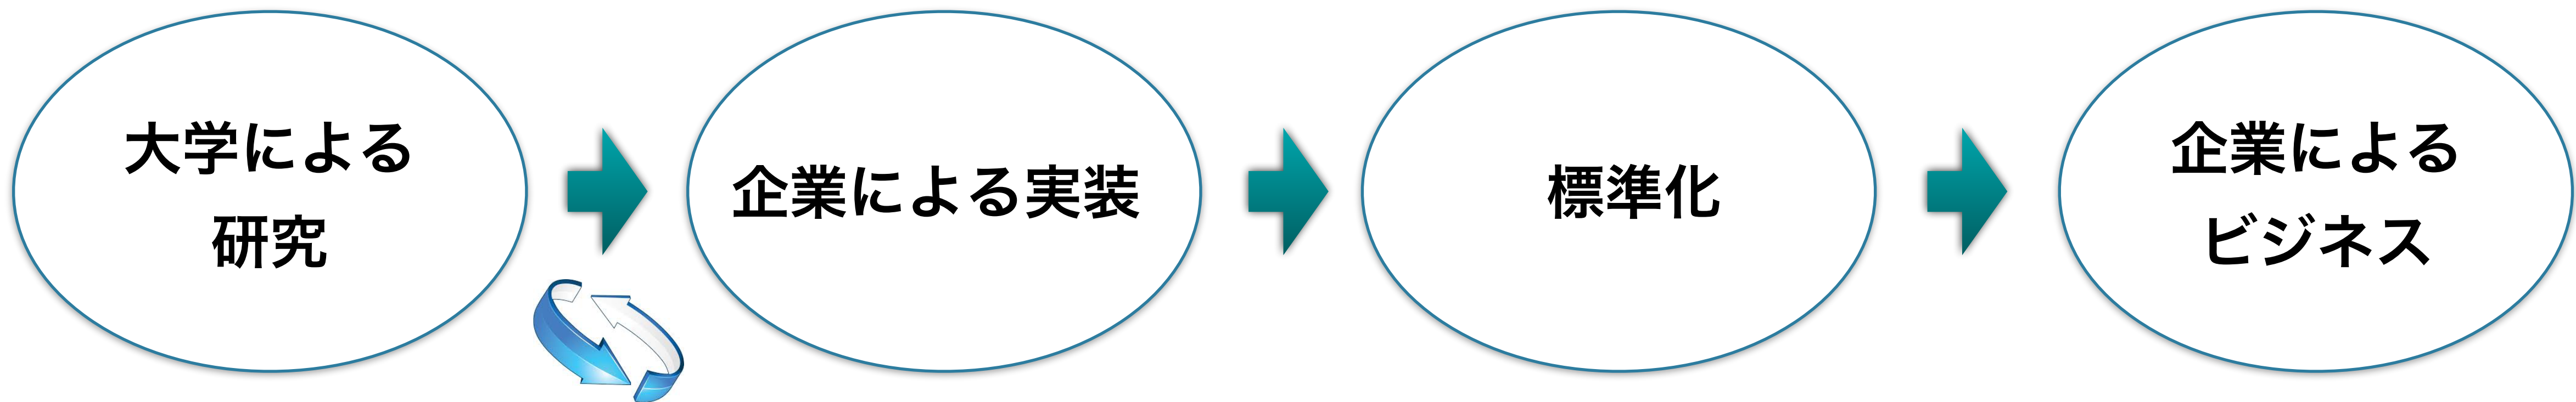 大学による
研究
企業による実装
標準化
企業による
ビジネス